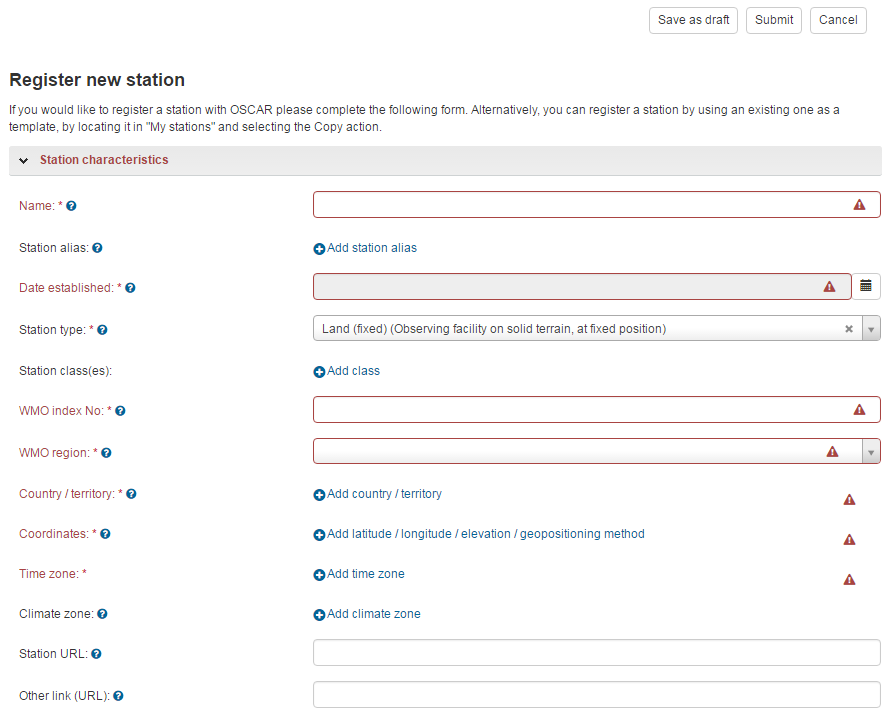 Save as draft Submit Cancel
Register new station
If you would like to register a station with OSCAR please complete the following form. Alternatively, you can register a station by using an existing one as a
template, by locating it in "My stations" and selecting the Copy action.
Station characteristics
Name: *
Station alias: Add station alias
Date established: *
Station type: * Land (fixed) (Observing facility on solid terrain, at fixed position)
Station class(es): Add class
WMO index No: *
WMO region: *
Country / territory: * Add country / territory
Coordinates: * Add latitude / longitude / elevation / geopositioning method
Time zone: * Add time zone
Climate zone: Add climate zone
Station URL:
Other link (URL):